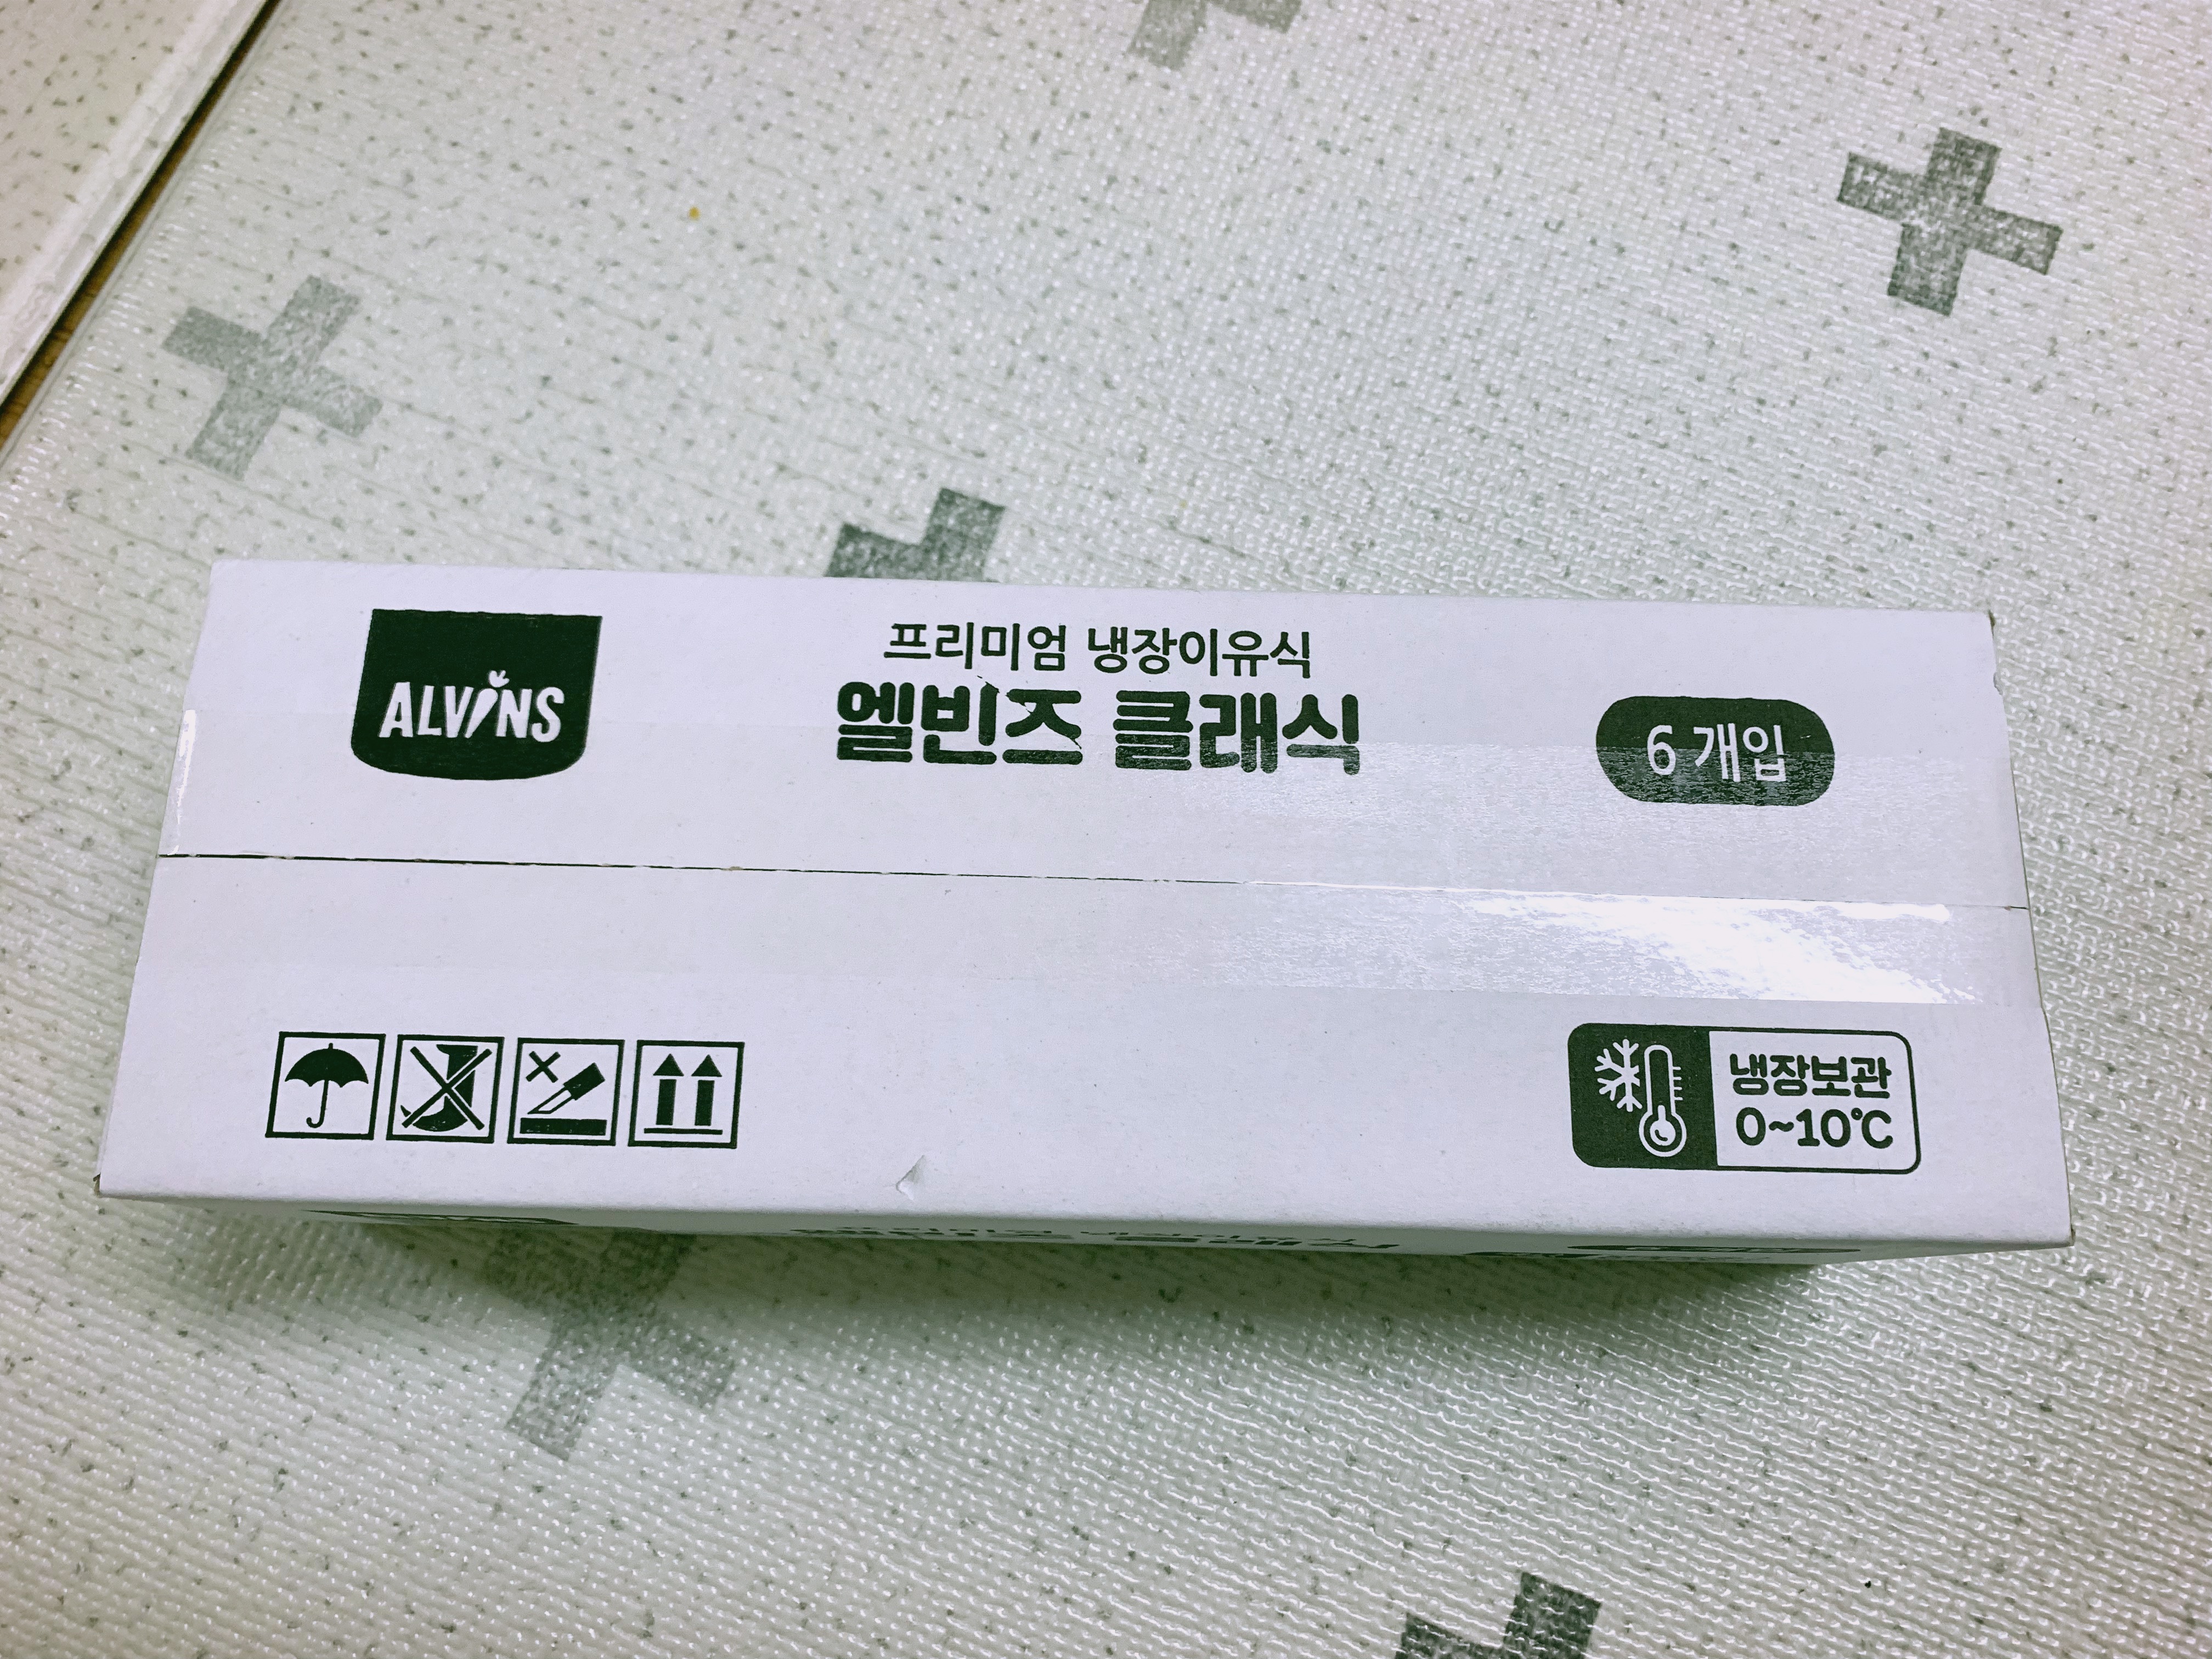 ALVINS
프리미엄 냉장이유식
엘빈즈 클래식
6 개입
냉장보관
0~10℃